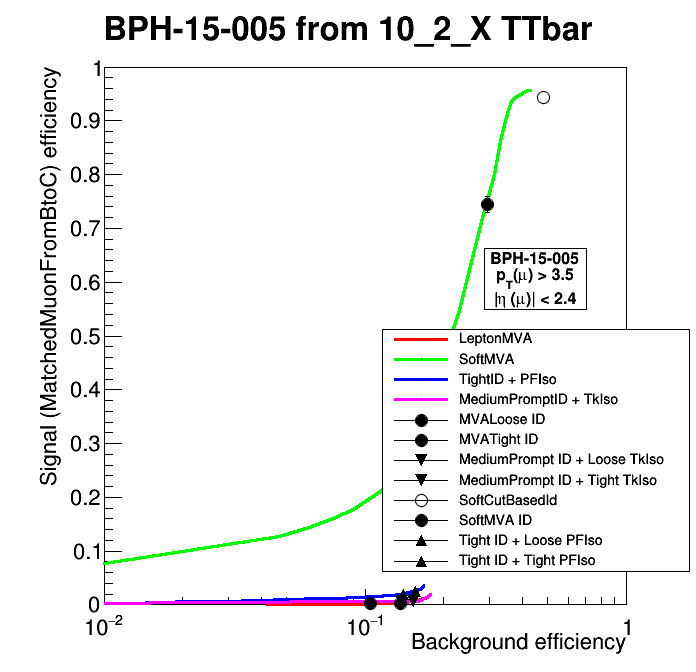 BPH-15-005 from 10_2_X TTbar
Signal (MatchedMuonFromBtoC) efficiency
1
0.9
0.8
0.7
0.6
0.5
0.4
0.3
0.2
0.1
0
BPH-15-005
p_T(μ) > 3.5
|η (μ)| < 2.4
LeptonMVA
SoftMVA
TightID + PFIso
MediumPromptID + TkIso
MVALoose ID
MVATight ID
MediumPrompt ID + Loose TkIso
MediumPrompt ID + Tight TkIso
SoftCutBasedId
SoftMVA ID
Tight ID + Loose PFIso
Tight ID + Tight PFIso
10⁻² 10⁻¹ 1
Background efficiency